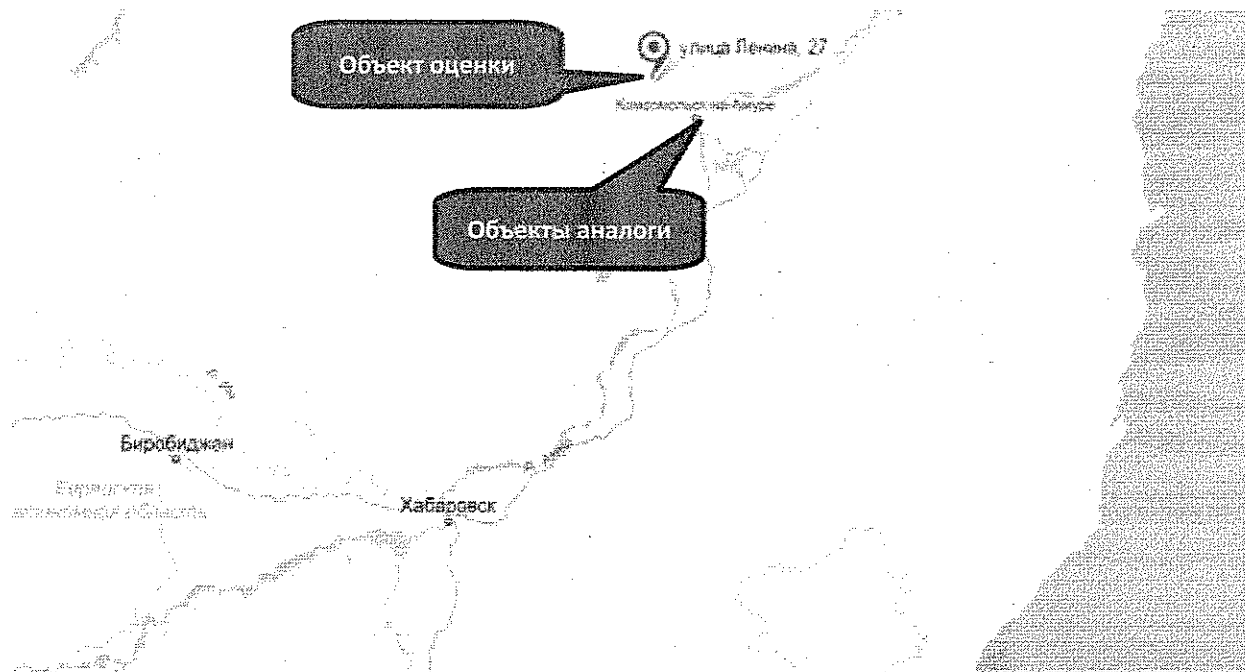 Объект оценки
улица Ленина, 27
Комсомольск-на-Амуре
Объекты аналоги
Биробиджан
Хабаровск